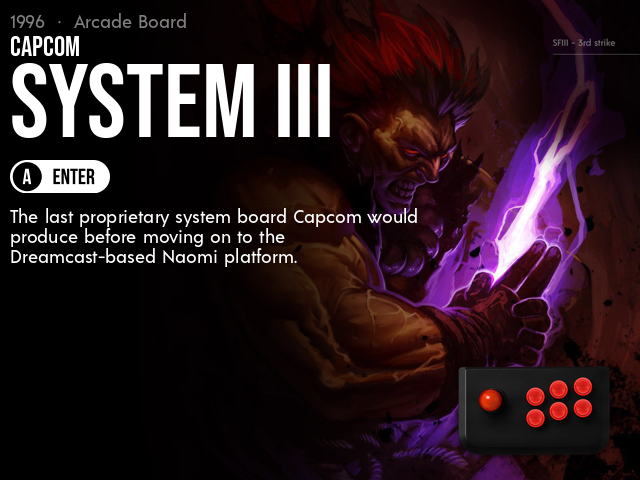 1996 · Arcade Board
CAPCOM
SYSTEM III
SFIII - 3rd strike
A ENTER
The last proprietary system board Capcom would
produce before moving on to the
Dreamcast-based Naomi platform.